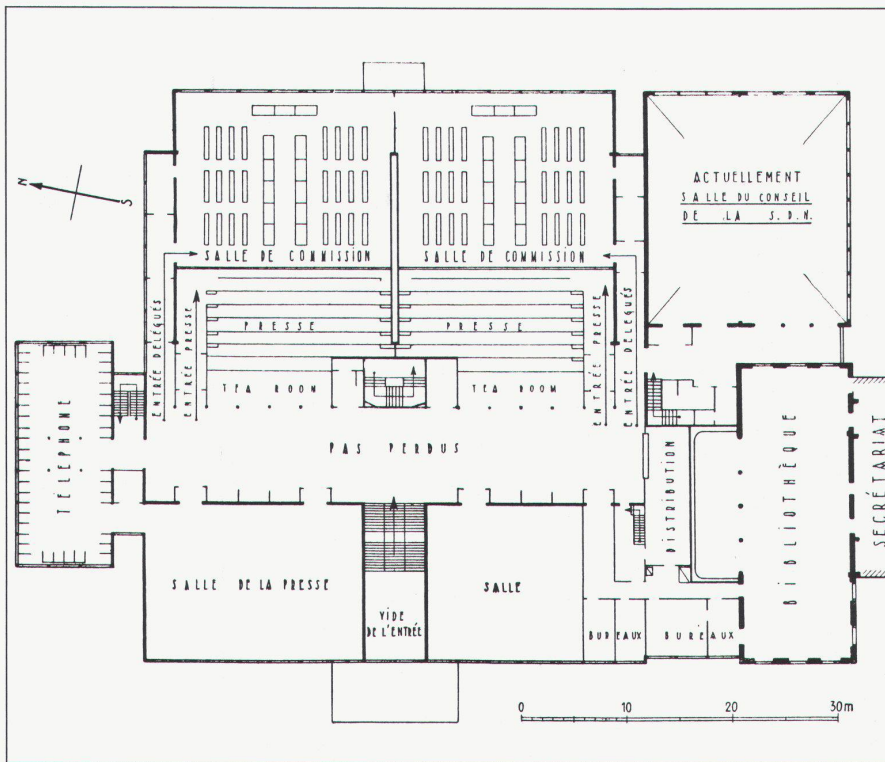 N
S
ACTUELLEMENT
SALLE DU CONSEIL
DE LA S.D.N.
SALLE DE COMMISSION
SALLE DE COMMISSION
ENTRÉE DELEGUÉS
ENTRÉE PRESSE
PRESSE
PRESSE
ENTRÉE PRESSE
ENTRÉE DELEGUÉS
TEA ROOM
TEA ROOM
TÉLÉPHONE
PAS PERDUS
DISTRIBUTION
BIBLIOTHÈQUE
SECRÉTARIAT
SALLE DE LA PRESSE
SALLE
VIDE
DE L'ENTRÉE
BUREAUX
BUREAUX
0 10 20 30m